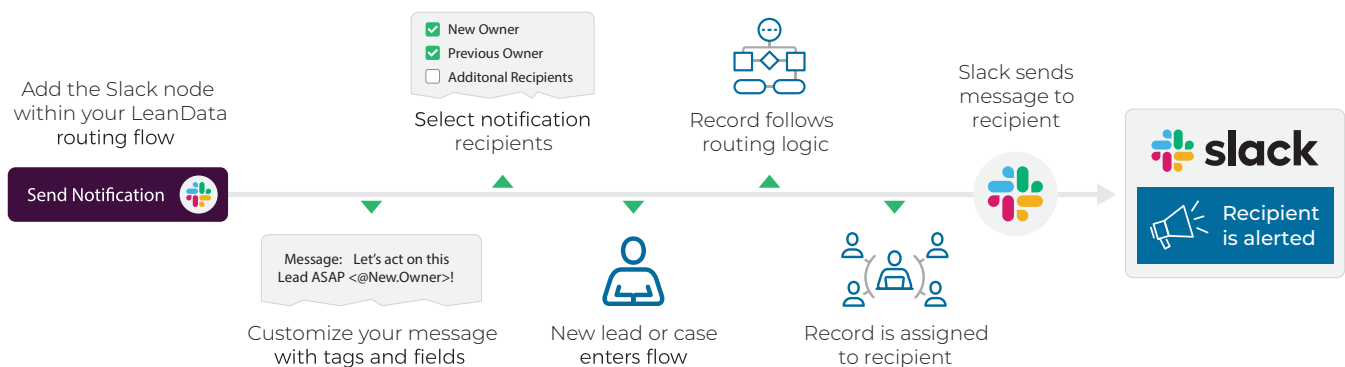 Add the Slack node
within your LeanData
routing flow
Send Notification
Message: Let's act on this
Lead ASAP <@New.Owner>!
Customize your message
with tags and fields
New Owner
Previous Owner
Additonal Recipients
Select notification
recipients
New lead or case
enters flow
Record follows
routing logic
Record is assigned
to recipient
Slack sends
message to
recipient
slack
Recipient
is alerted